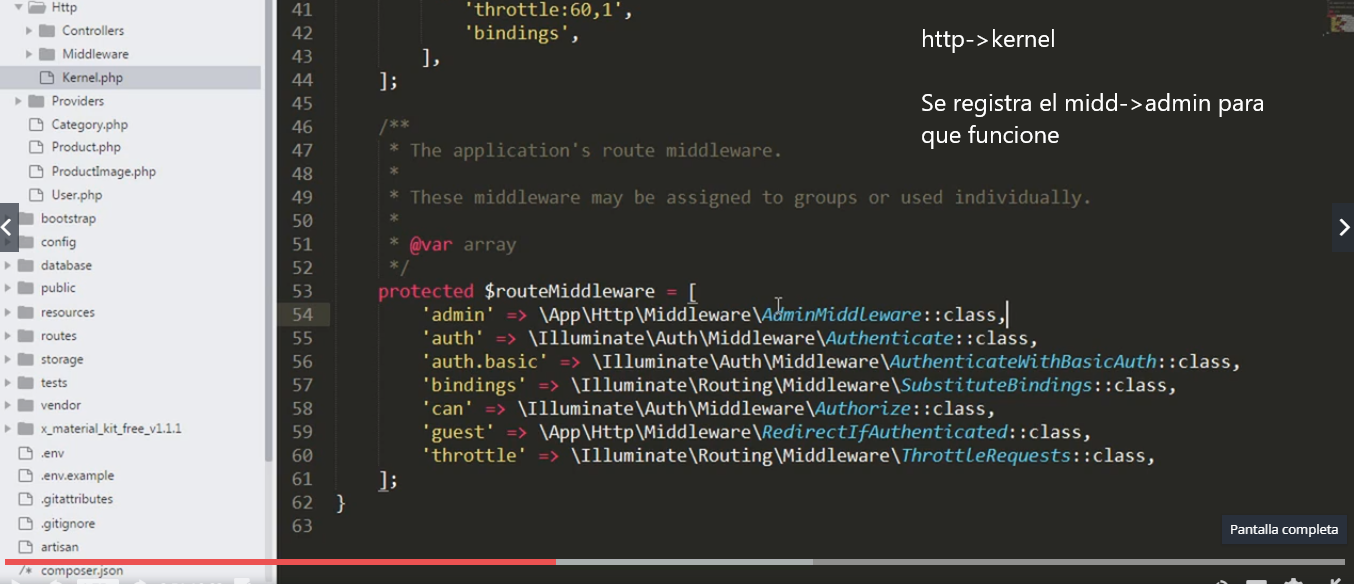 Http
Controllers
Middleware
Kernel.php
Providers
Category.php
Product.php
ProductImage.php
User.php
bootstrap
config
database
public
resources
routes
storage
tests
vendor
x_material_kit_free_v1.1.1
.env
.env.example
.gitattributes
.gitignore
artisan
/* composer.json
41 'throttle:60,1',
42 'bindings',
43 ],
44 ];
45
46 /**
47 * The application's route middleware.
48 *
49 * These middleware may be assigned to groups or used individually.
50 *
51 * @var array
52 */
53 protected $routeMiddleware = [
54 'admin' => \App\Http\Middleware\AdminMiddleware::class,
55 'auth' => \Illuminate\Auth\Middleware\Authenticate::class,
56 'auth.basic' => \Illuminate\Auth\Middleware\AuthenticateWithBasicAuth::class,
57 'bindings' => \Illuminate\Routing\Middleware\SubstituteBindings::class,
58 'can' => \Illuminate\Auth\Middleware\Authorize::class,
59 'guest' => \App\Http\Middleware\RedirectIfAuthenticated::class,
60 'throttle' => \Illuminate\Routing\Middleware\ThrottleRequests::class,
61 ];
62 }
63
http->kernel
Se registra el midd->admin para
que funcione
Pantalla completa